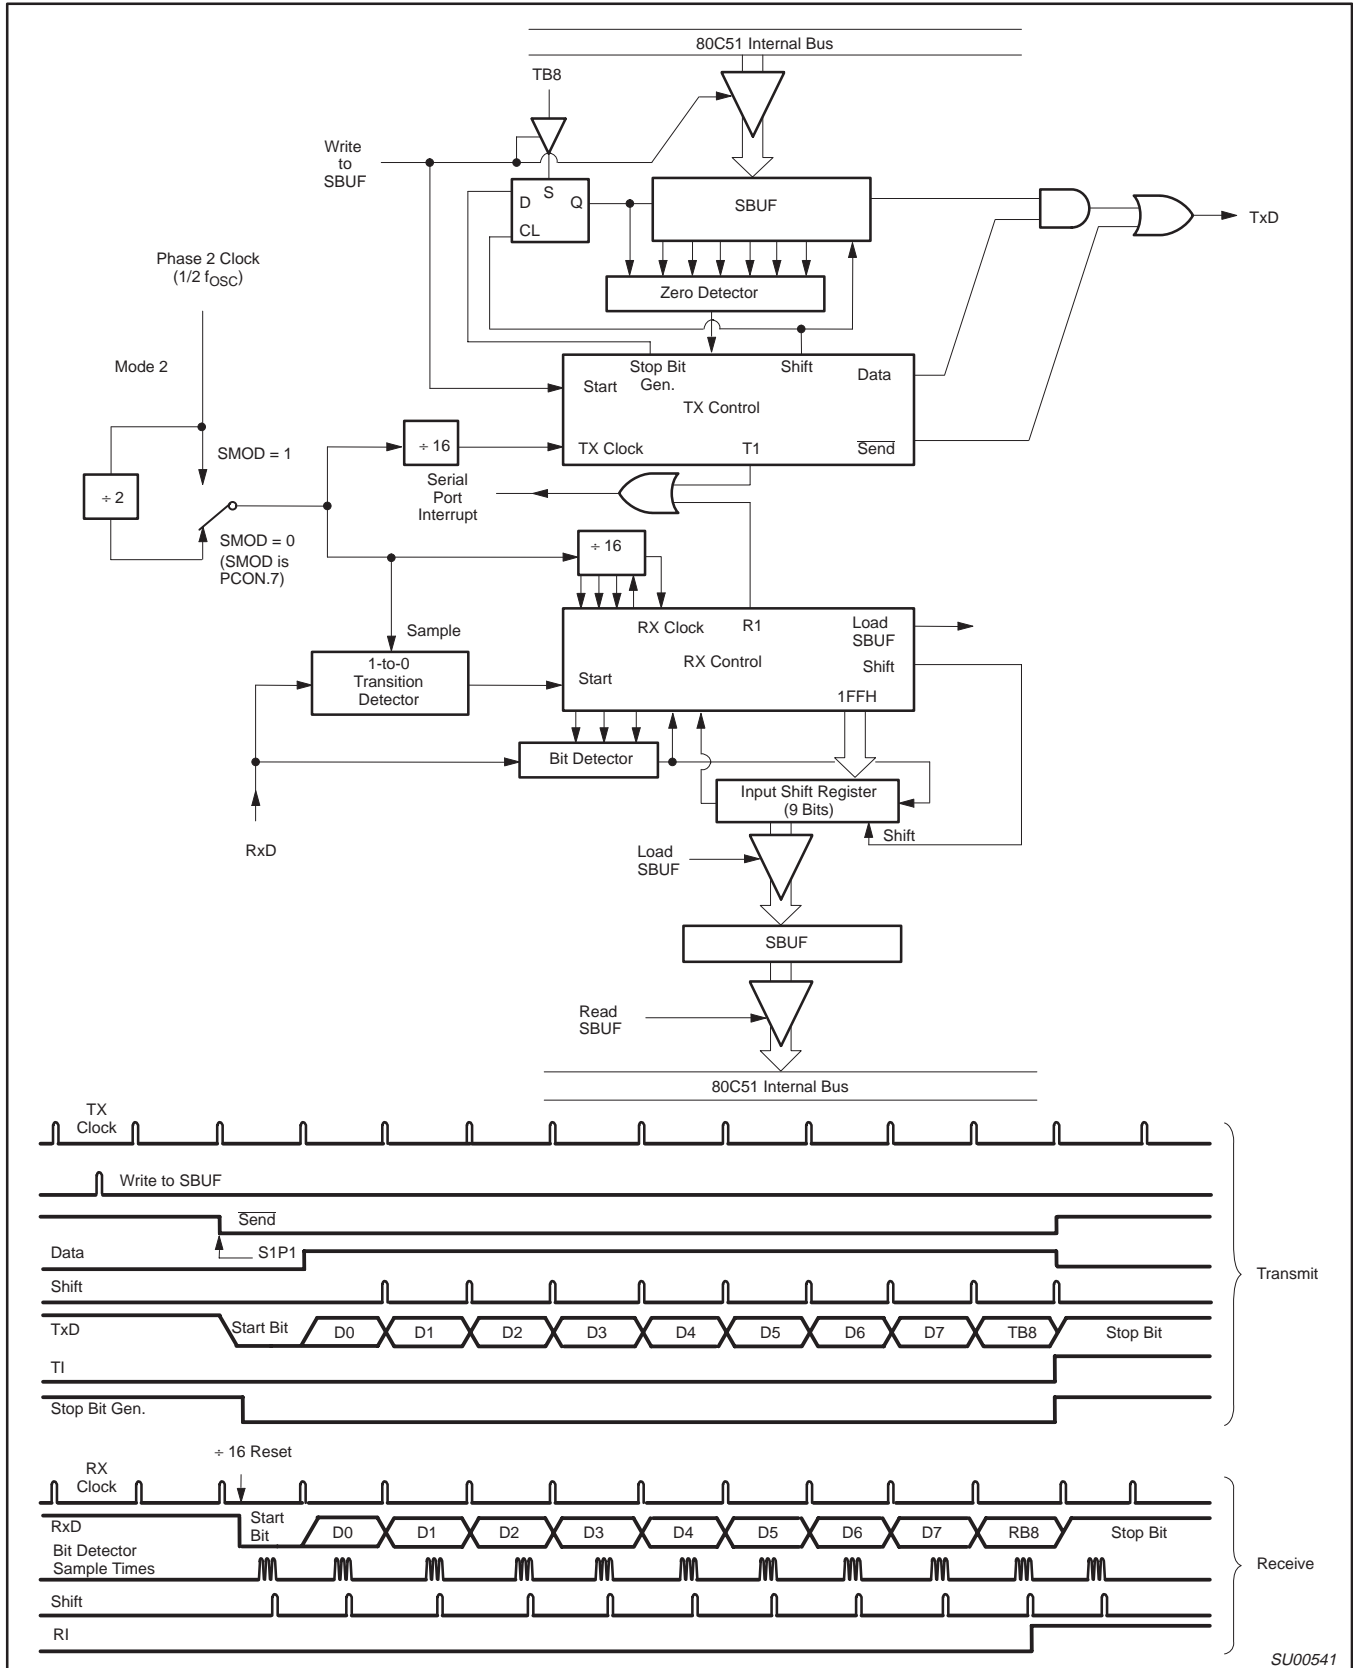 80C51 Internal Bus
TB8
Write
to
SBUF
D
S
Q
CL
SBUF
TxD
Phase 2 Clock
(1/2 fOSC)
Zero Detector
Mode 2
Stop Bit
Gen.
Shift
Data
Start
TX Control
÷ 16
TX Clock
T1
Send
SMOD = 1
÷ 2
Serial
Port
Interrupt
SMOD = 0
(SMOD is
PCON.7)
÷ 16
Sample
RX Clock
R1
Load
SBUF
RX Control
Shift
1-to-0
Transition
Detector
Start
1FFH
Bit Detector
Input Shift Register
(9 Bits)
Shift
RxD
Load
SBUF
SBUF
Read
SBUF
80C51 Internal Bus
TX
Clock
Write to SBUF
Send
Data
S1P1
Shift
TxD
Start Bit
D0
D1
D2
D3
D4
D5
D6
D7
TB8
Stop Bit
TI
Stop Bit Gen.
Transmit
÷ 16 Reset
RX
Clock
RxD
Start
Bit
D0
D1
D2
D3
D4
D5
D6
D7
RB8
Stop Bit
Bit Detector
Sample Times
Shift
RI
Receive
SU00541